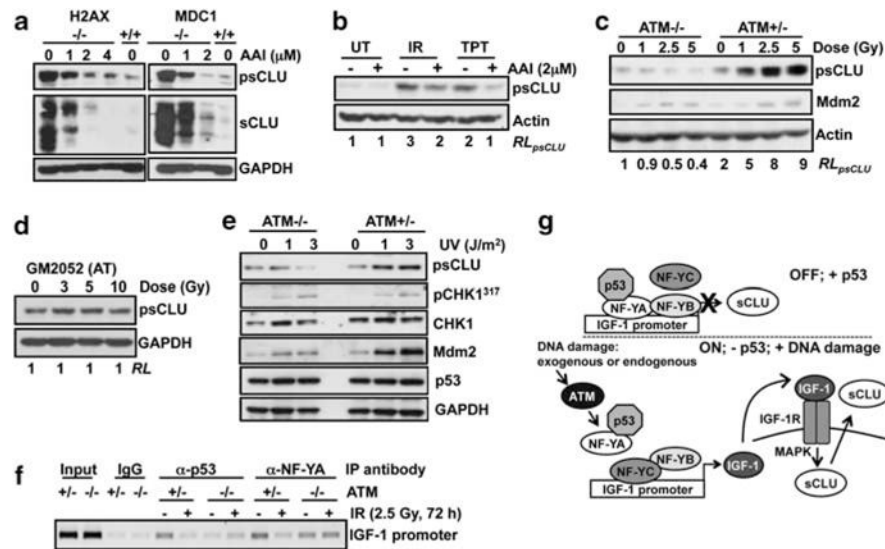 a
H2AX MDC1
-/- +/+ -/- +/+
0 1 2 4 0 0 1 2 0 AAI (μM)
psCLU
sCLU
GAPDH
b
UT IR TPT
- + - + - + AAI (2μM)
psCLU
Actin
1 1 3 2 2 1 RLpsCLU
c
ATM-/- ATM+/-
0 1 2.5 5 0 1 2.5 5 Dose (Gy)
psCLU
Mdm2
Actin
1 0.9 0.5 0.4 2 5 8 9 RLpsCLU
d
GM2052 (AT)
0 3 5 10 Dose (Gy)
psCLU
GAPDH
1 1 1 1 RL
e
ATM-/- ATM+/-
0 1 3 0 1 3 UV (J/m²)
psCLU
pCHK1³¹⁷
CHK1
Mdm2
p53
GAPDH
f
Input IgG α-p53 α-NF-YA IP antibody
+/- -/- +/- -/- +/- -/- +/- -/- ATM
- + - + - + - + IR (2.5 Gy, 72 h)
IGF-1 promoter
g
OFF; + p53
p53 NF-YC
NF-YA NF-YB X sCLU
IGF-1 promoter
ON; - p53; + DNA damage
DNA damage:
exogenous or endogenous
ATM
p53
NF-YA
NF-YC NF-YB
IGF-1 promoter
IGF-1
IGF-1 sCLU
IGF-1R
MAPK
sCLU